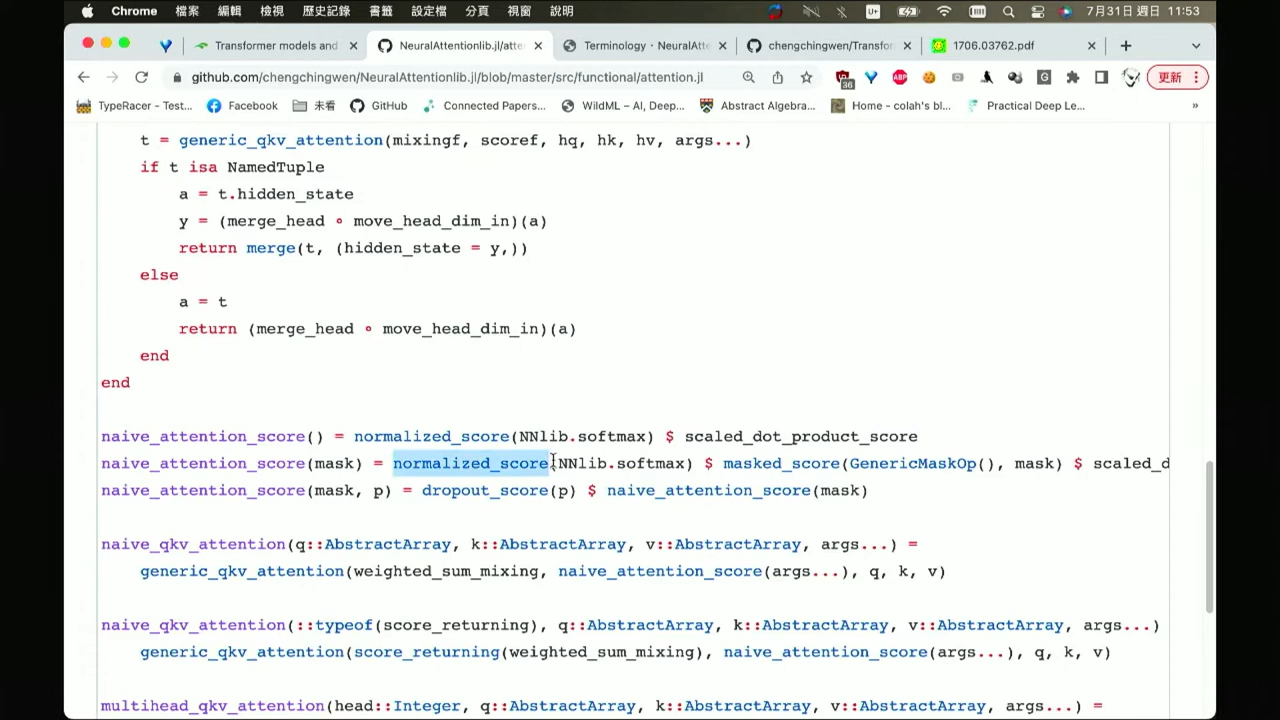 Chrome 檔案 編輯 檢視 歷史記錄 書籤 設定檔 分頁 視窗 說明 U+ 7月31日 週日 11:53
Transformer models and NeuralAttentionlib.jl/atte Terminology · NeuralAtte chengchingwen/Transfor 1706.03762.pdf
github.com/chengchingwen/NeuralAttentionlib.jl/blob/master/src/functional/attention.jl 36 ABP G 更新
TypeRacer - Test... Facebook 未看 GitHub Connected Papers... WildML – AI, Deep... Abstract Algebra... Home - colah's bl... Practical Deep Le... »
t = generic_qkv_attention(mixingf, scoref, hq, hk, hv, args...)
if t isa NamedTuple
a = t.hidden_state
y = (merge_head ∘ move_head_dim_in)(a)
return merge(t, (hidden_state = y,))
else
a = t
return (merge_head ∘ move_head_dim_in)(a)
end
end
naive_attention_score() = normalized_score(NNlib.softmax) $ scaled_dot_product_score
naive_attention_score(mask) = normalized_score(NNlib.softmax) $ masked_score(GenericMaskOp(), mask) $ scaled_d
naive_attention_score(mask, p) = dropout_score(p) $ naive_attention_score(mask)
naive_qkv_attention(q::AbstractArray, k::AbstractArray, v::AbstractArray, args...) =
generic_qkv_attention(weighted_sum_mixing, naive_attention_score(args...), q, k, v)
naive_qkv_attention(::typeof(score_returning), q::AbstractArray, k::AbstractArray, v::AbstractArray, args...)
generic_qkv_attention(score_returning(weighted_sum_mixing), naive_attention_score(args...), q, k, v)
multihead_qkv_attention(head::Integer, q::AbstractArray, k::AbstractArray, v::AbstractArray, args...) =